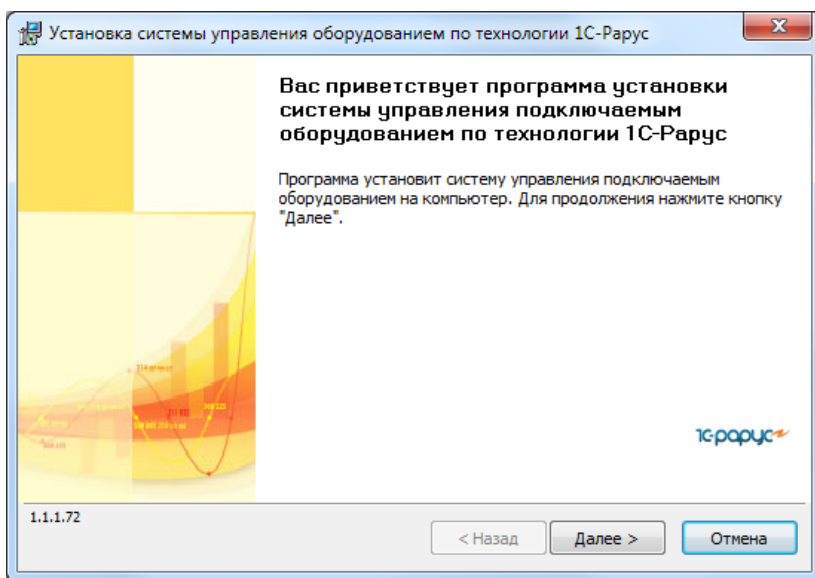 Установка системы управления оборудованием по технологии 1С-Рарус
Вас приветствует программа установки
системы управления подключаемым
оборудованием по технологии 1С-Рарус
Программа установит систему управления подключаемым
оборудованием на компьютер. Для продолжения нажмите кнопку
"Далее".
1С·рарус
1.1.1.72
< Назад
Далее >
Отмена